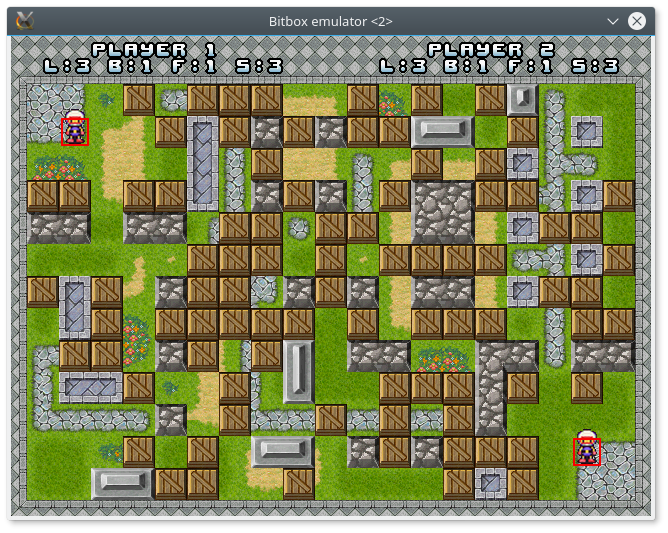 Bitbox emulator <2>
PLAYER 1
L:3 B:1 F:1 S:3
PLAYER 2
L:3 B:1 F:1 S:3